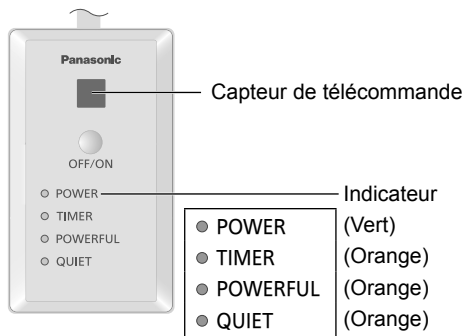 Panasonic
Capteur de télécommande
OFF/ON
POWER
TIMER
POWERFUL
QUIET
Indicateur
POWER (Vert)
TIMER (Orange)
POWERFUL (Orange)
QUIET (Orange)